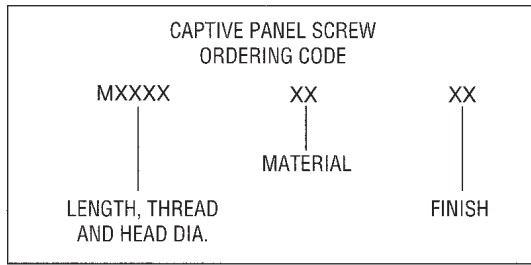 CAPTIVE PANEL SCREW
ORDERING CODE
MXXXX XX XX
MATERIAL
LENGTH, THREAD FINISH
AND HEAD DIA.